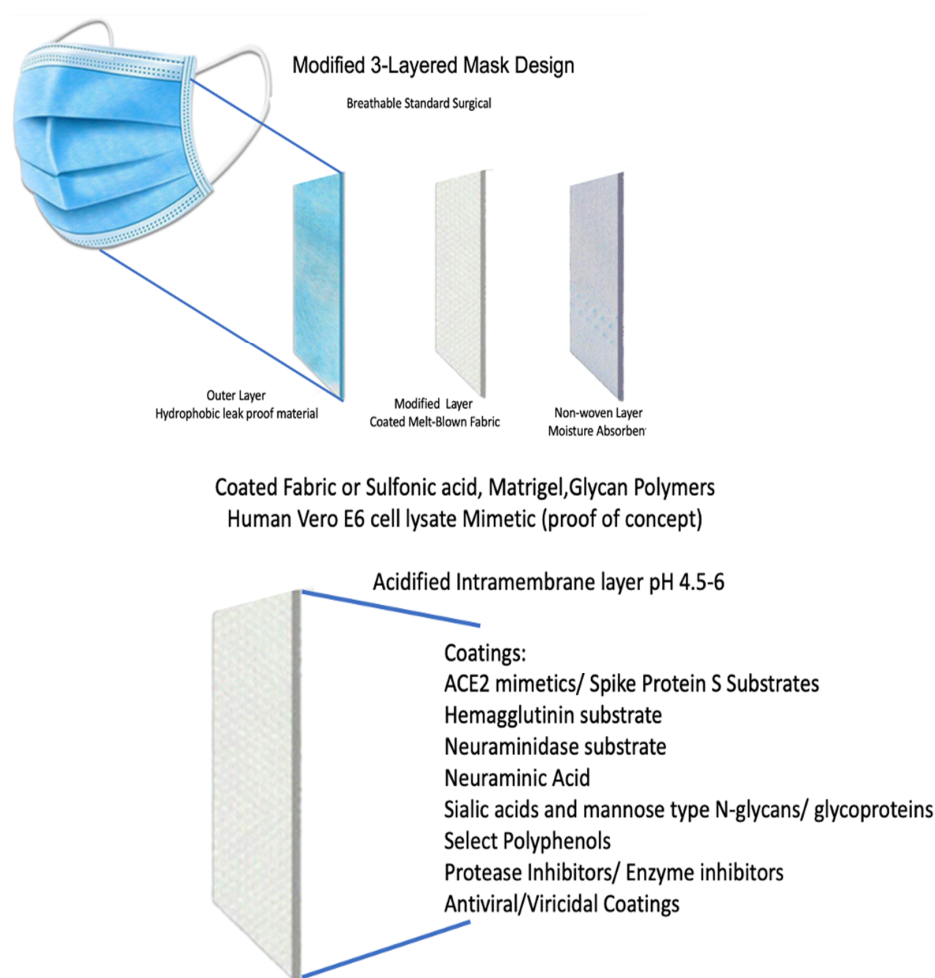 Modified 3-Layered Mask Design
Breathable Standard Surgical
Outer Layer
Hydrophobic leak proof material
Modified Layer
Coated Melt-Blown Fabric
Non-woven Layer
Moisture Absorben
Coated Fabric or Sulfonic acid, Matrigel,Glycan Polymers
Human Vero E6 cell lysate Mimetic (proof of concept)
Acidified Intramembrane layer pH 4.5-6
Coatings:
ACE2 mimetics/ Spike Protein S Substrates
Hemagglutinin substrate
Neuraminidase substrate
Neuraminic Acid
Sialic acids and mannose type N-glycans/ glycoproteins
Select Polyphenols
Protease Inhibitors/ Enzyme inhibitors
Antiviral/Viricidal Coatings